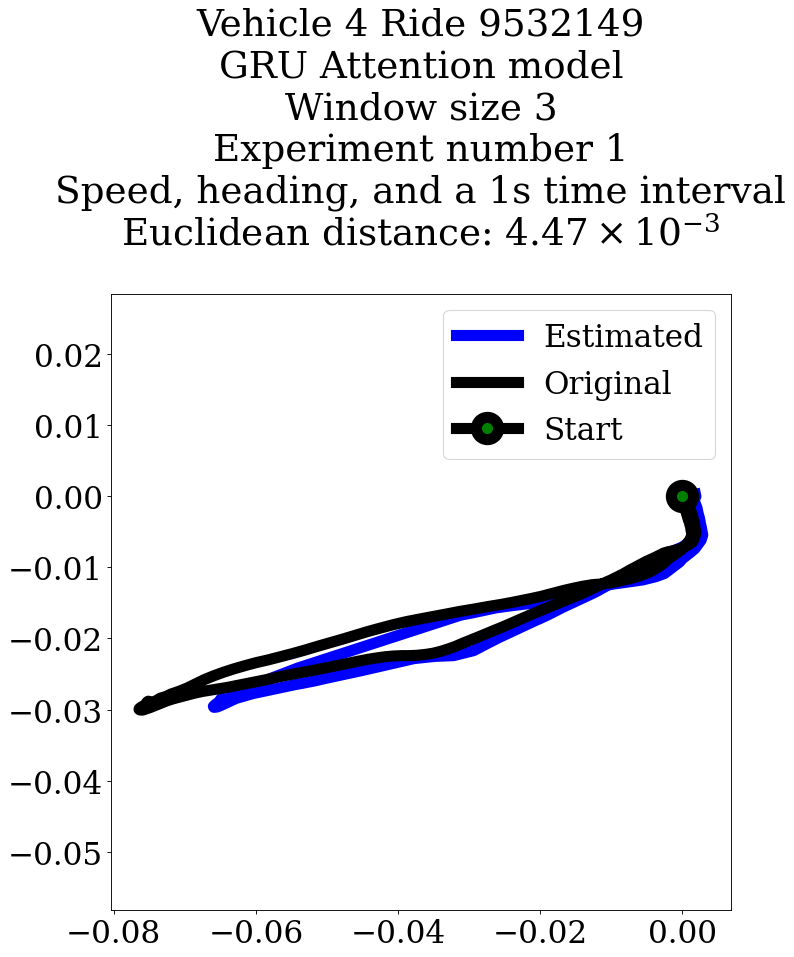 Vehicle 4 Ride 9532149
GRU Attention model
Window size 3
Experiment number 1
Speed, heading, and a 1s time interval
Euclidean distance: 4.47 × 10⁻³
Estimated
Original
Start
0.02
0.01
0.00
−0.01
−0.02
−0.03
−0.04
−0.05
−0.08 −0.06 −0.04 −0.02 0.00